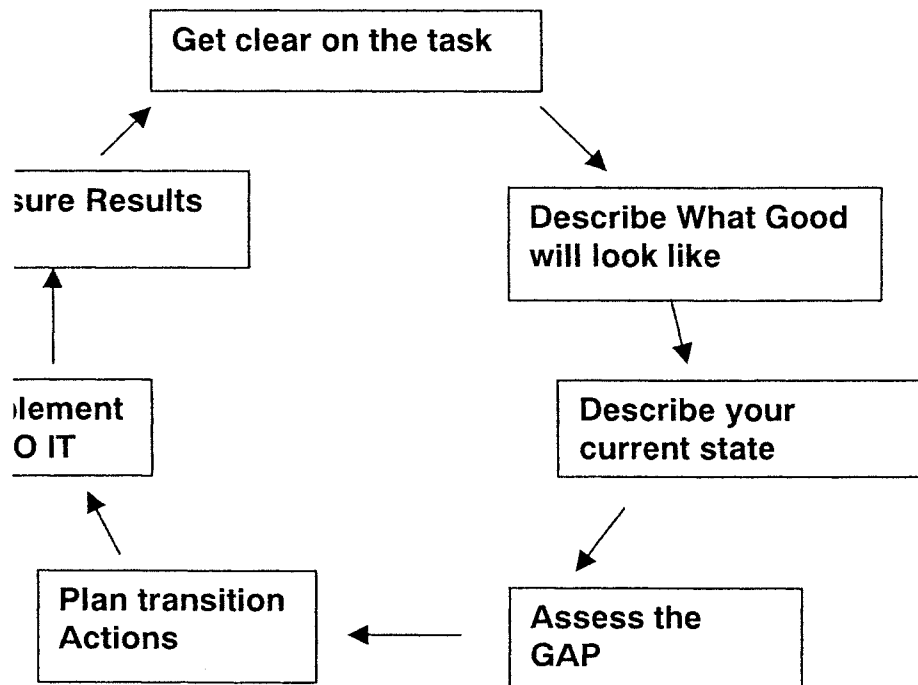 Get clear on the task
sure Results
Describe What Good
will look like
plement
O IT
Describe your
current state
Plan transition
Actions
Assess the
GAP